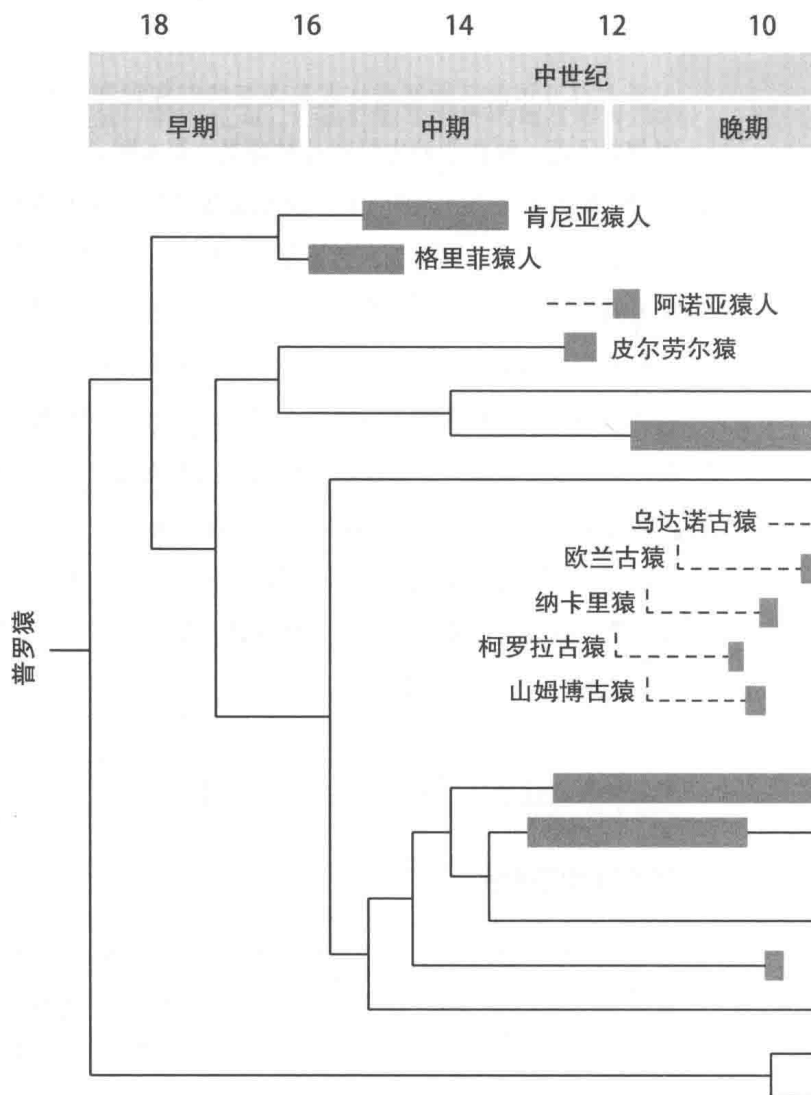 18 16 14 12 10
中世纪
早期 中期 晚期
肯尼亚猿人
格里菲猿人
阿诺亚猿人
皮尔劳尔猿
乌达诺古猿
欧兰古猿
纳卡里猿
普罗猿
柯罗拉古猿
山姆博古猿